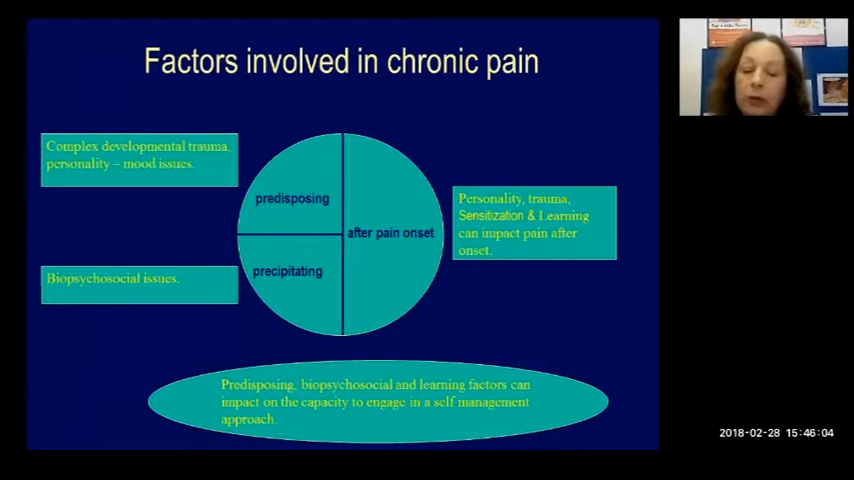 Factors involved in chronic pain
Complex developmental trauma,
personality – mood issues.
predisposing
Personality, trauma,
Sensitization & Learning
can impact pain after
onset.
after pain onset
precipitating
Biopsychosocial issues.
Predisposing, biopsychosocial and learning factors can
impact on the capacity to engage in a self management
approach.
2018-02-28 15:46:04